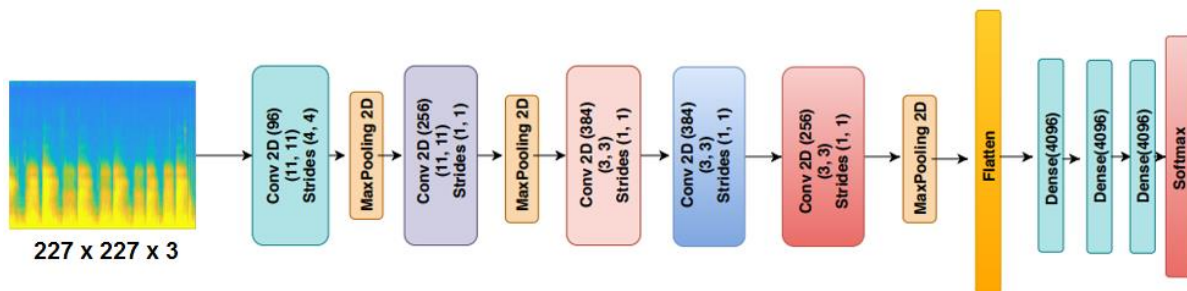 227 x 227 x 3
Conv 2D (96)
(11, 11)
Strides (4, 4)
MaxPooling 2D
Conv 2D (256)
(11, 11)
Strides (1, 1)
MaxPooling 2D
Conv 2D (384)
(3, 3)
Strides (1, 1)
Conv 2D (384)
(3, 3)
Strides (1, 1)
Conv 2D (256)
(3, 3)
Strides (1, 1)
MaxPooling 2D
Flatten
Dense(4096)
Dense(4096)
Dense(4096)
Softmax